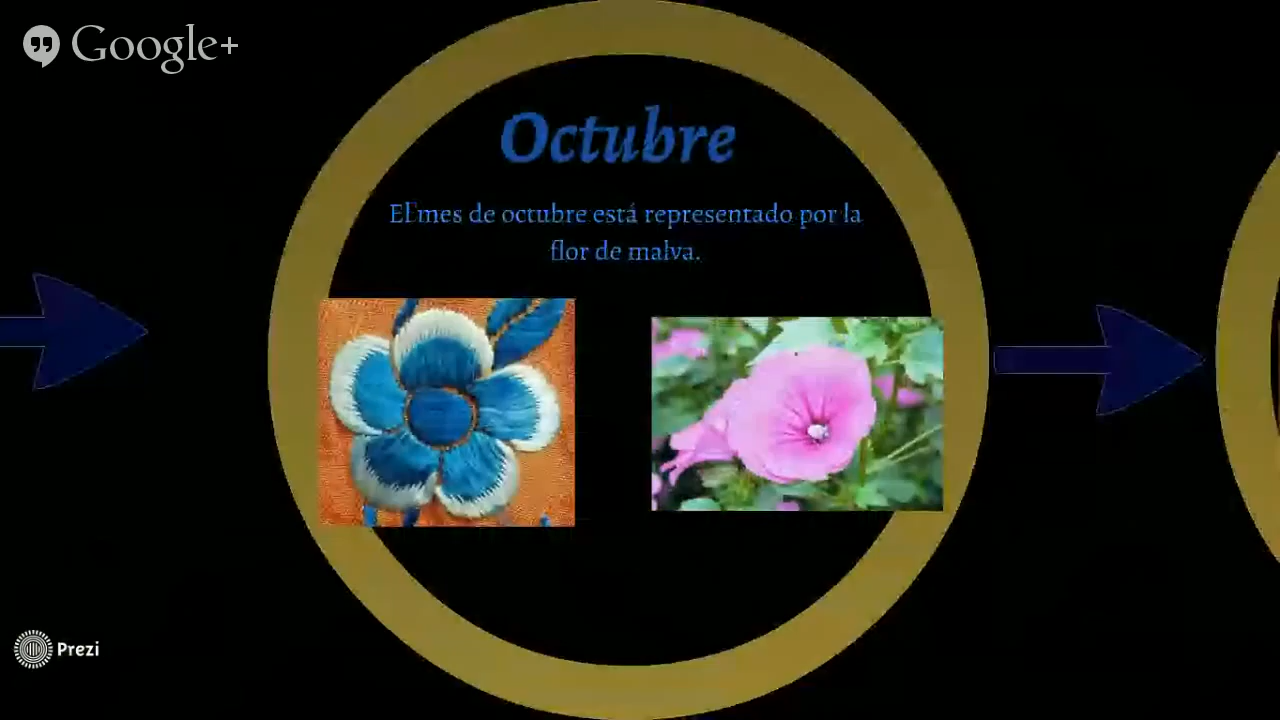 Google+
Octubre
El mes de octubre está representado por la
flor de malva.
Prezi